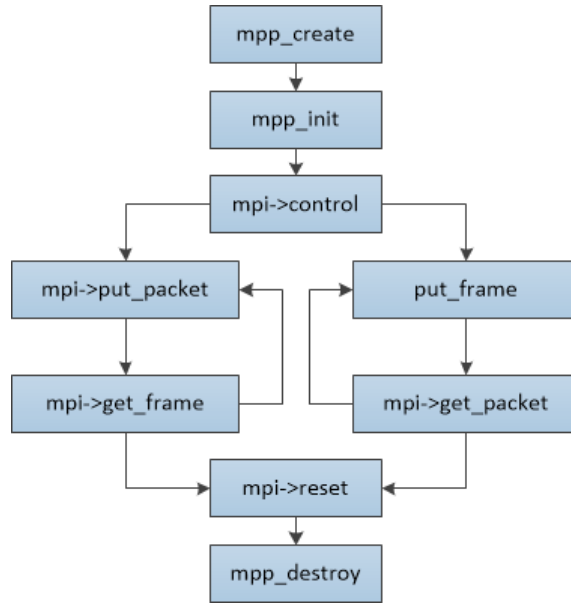 mpp_create
mpp_init
mpi->control
mpi->put_packet
put_frame
mpi->get_frame
mpi->get_packet
mpi->reset
mpp_destroy